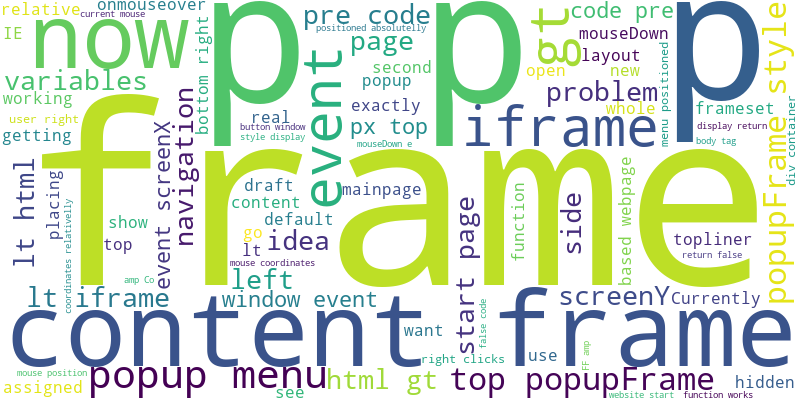 relative
onmouseover
current mouse
IE
now
variables
working
user right
getting
bottom right
p p
p p
pre code
positioned absolutelly
page
second
popup
exactly
real
button window
style display
event
px top
mouseDown e
gt
code pre
mouseDown
layout
open
new
problem
whole
iframe
menu positioned
frameset
display return
body tag
popupFrame style
div container
frame
lt html
placing
event screenX
navigation
draft
content
default
mainpage
show
top
go
lt
idea
mouse coordinates
function
side
based webpage
topliner
return false
coordinates relativelly
amp Co
left
lt iframe
window event
start page
screenY
Currently
content frame
want
false code
use
right clicks
FF amp
mouse position
assigned
popup menu
see
html gt
top popupFrame
hidden
website start
function works